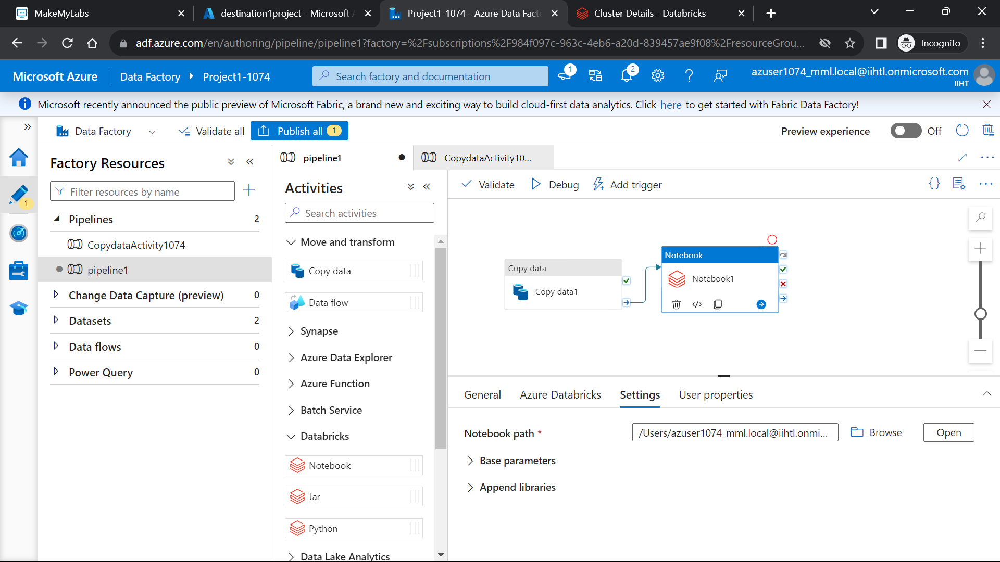 MakeMyLabs
destination1project - Microsoft A
Project1-1074 - Azure Data Facto
Cluster Details - Databricks
adf.azure.com/en/authoring/pipeline/pipeline1?factory=%2Fsubscriptions%2F984f097c-963c-4eb6-a20d-839457ae9f08%2FresourceGrou...
Incognito
Microsoft Azure
Data Factory
Project1-1074
Search factory and documentation
1
2
azuser1074_mml.local@iihtl.onmicrosoft.com
IIHT
Microsoft recently announced the public preview of Microsoft Fabric, a brand new and exciting way to build cloud-first data analytics. Click here to get started with Fabric Data Factory!
Data Factory
Validate all
Publish all 1
Preview experience
Off
Factory Resources
Filter resources by name
1
Pipelines 2
CopydataActivity1074
pipeline1
Change Data Capture (preview) 0
Datasets 2
Data flows 0
Power Query 0
pipeline1
CopydataActivity10...
Activities
Search activities
Move and transform
Copy data
Data flow
Synapse
Azure Data Explorer
Azure Function
Batch Service
Databricks
Notebook
Jar
Python
Data Lake Analytics
Validate
Debug
Add trigger
Copy data
Copy data1
Notebook
Notebook1
General
Azure Databricks
Settings
User properties
Notebook path *
/Users/azuser1074_mml.local@iihtl.onmi...
Browse
Open
Base parameters
Append libraries